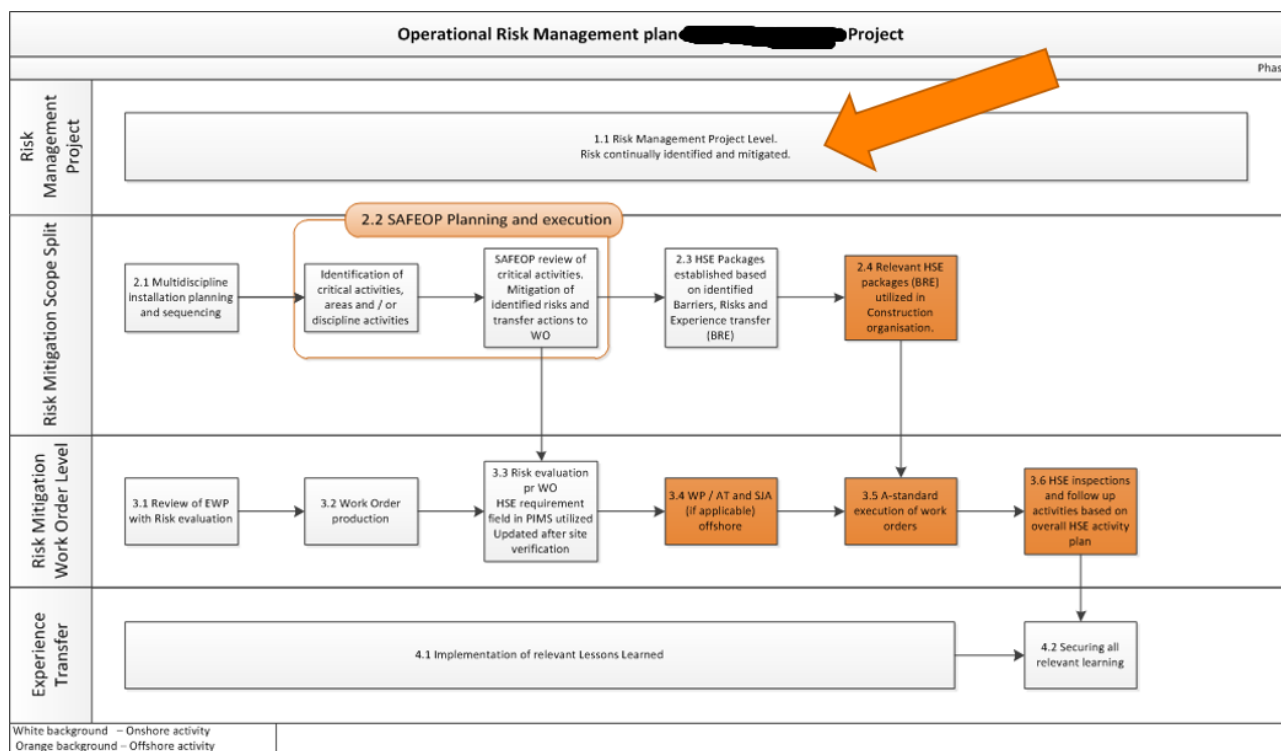 Operational Risk Management plan Project
Phas
Risk
Management
Project
1.1 Risk Management Project Level.
Risk continually identified and mitigated.
Risk Mitigation Scope Split
2.2 SAFEOP Planning and execution
2.1 Multidiscipline
installation planning
and sequencing
Identification of
critical activities,
areas and / or
discipline activities
SAFEOP review of
critical activities.
Mitigation of
identified risks and
transfer actions to
WO
2.3 HSE Packages
established based
on identified
Barriers, Risks and
Experience transfer
(BRE)
2.4 Relevant HSE
packages (BRE)
utilized in
Construction
organisation.
Risk Mitigation
Work Order Level
3.1 Review of EWP
with Risk evaluation
3.2 Work Order
production
3.3 Risk evaluation
pr WO
HSE requirement
field in PIMS utilized
Updated after site
verification
3.4 WP / AT and SJA
(if applicable)
offshore
3.5 A-standard
execution of work
orders
3.6 HSE inspections
and follow up
activities based on
overall HSE activity
plan
Experience
Transfer
4.1 Implementation of relevant Lessons Learned
4.2 Securing all
relevant learning
White background – Onshore activity
Orange background – Offshore activity